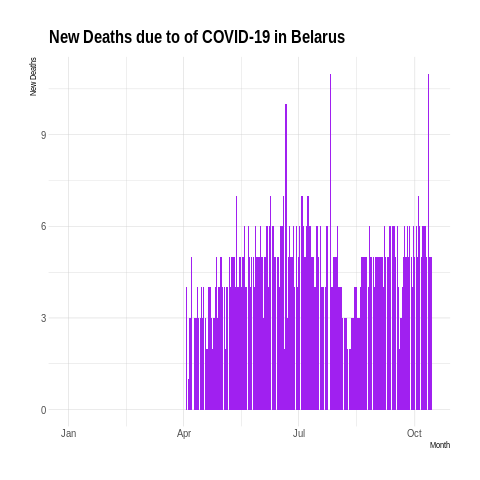 New Deaths due to of COVID-19 in Belarus
New Deaths
9
6
3
0
Jan Apr Jul Oct
Month